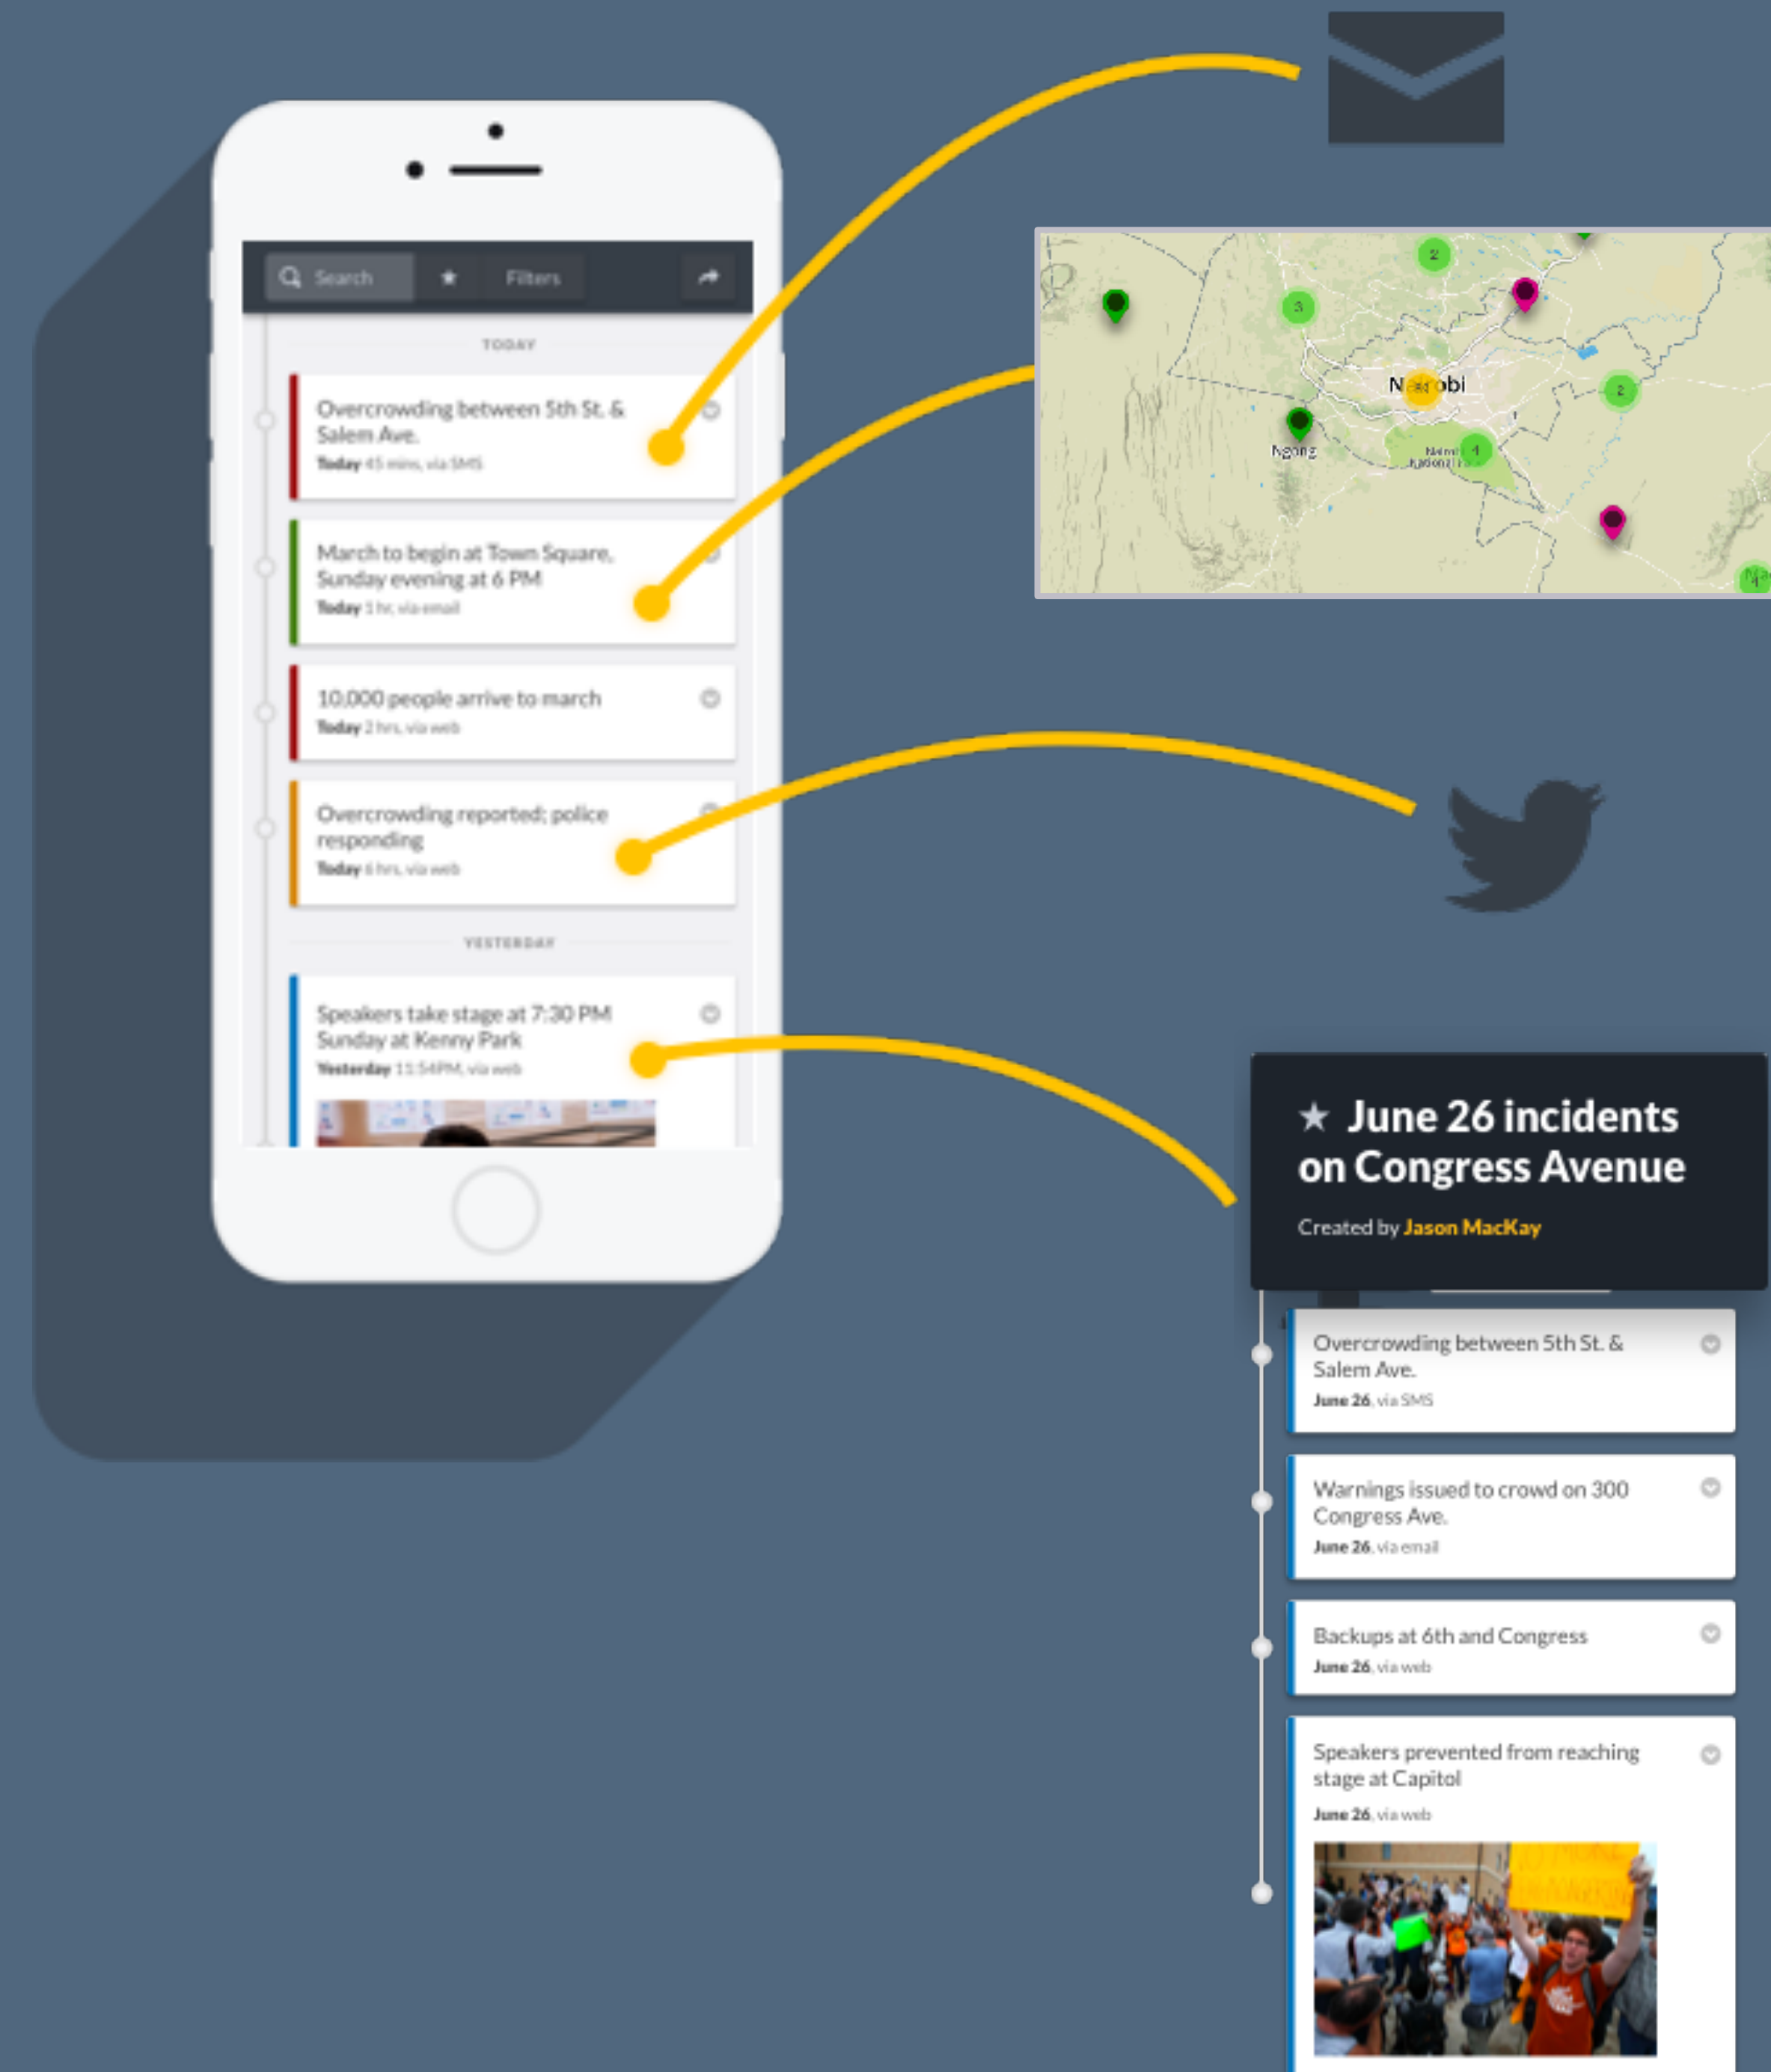 Search
Filters
TODAY
Overcrowding between 5th St. &
Salem Ave.
Today 45 mins, via SMS
March to begin at Town Square,
Sunday evening at 6 PM
Today 1 hr, via email
10,000 people arrive to march
Today 2 hrs, via web
Overcrowding reported; police
responding
Today 6 hrs, via web
YESTERDAY
Speakers take stage at 7:30 PM
Sunday at Kenny Park
Yesterday 11:54PM, via web
2
3
2
Ngong
4
★ June 26 incidents
on Congress Avenue
Created by Jason MacKay
Overcrowding between 5th St. &
Salem Ave.
June 26, via SMS
Warnings issued to crowd on 300
Congress Ave.
June 26, via email
Backups at 6th and Congress
June 26, via web
Speakers prevented from reaching
stage at Capitol
June 26, via web